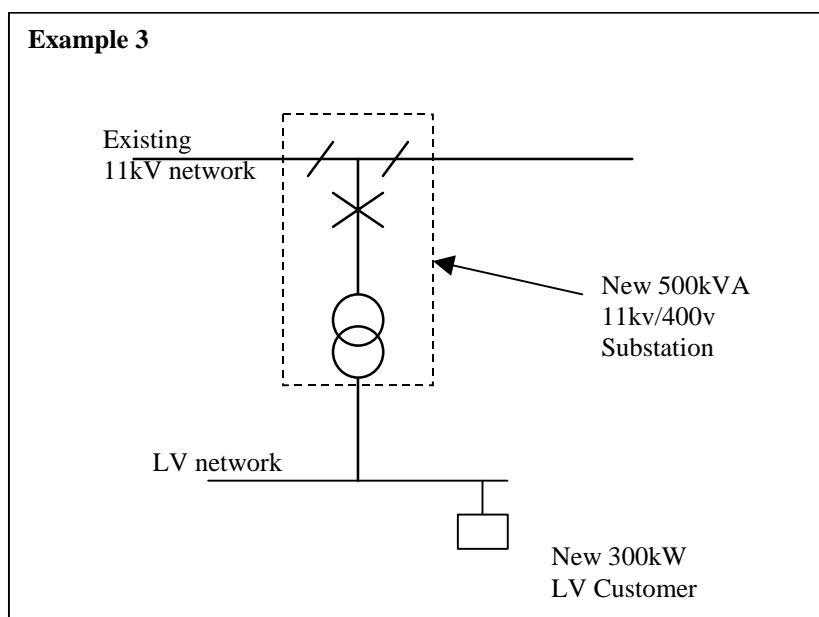 Example 3
Existing
11kV network
New 500kVA
11kv/400v
Substation
LV network
New 300kW
LV Customer